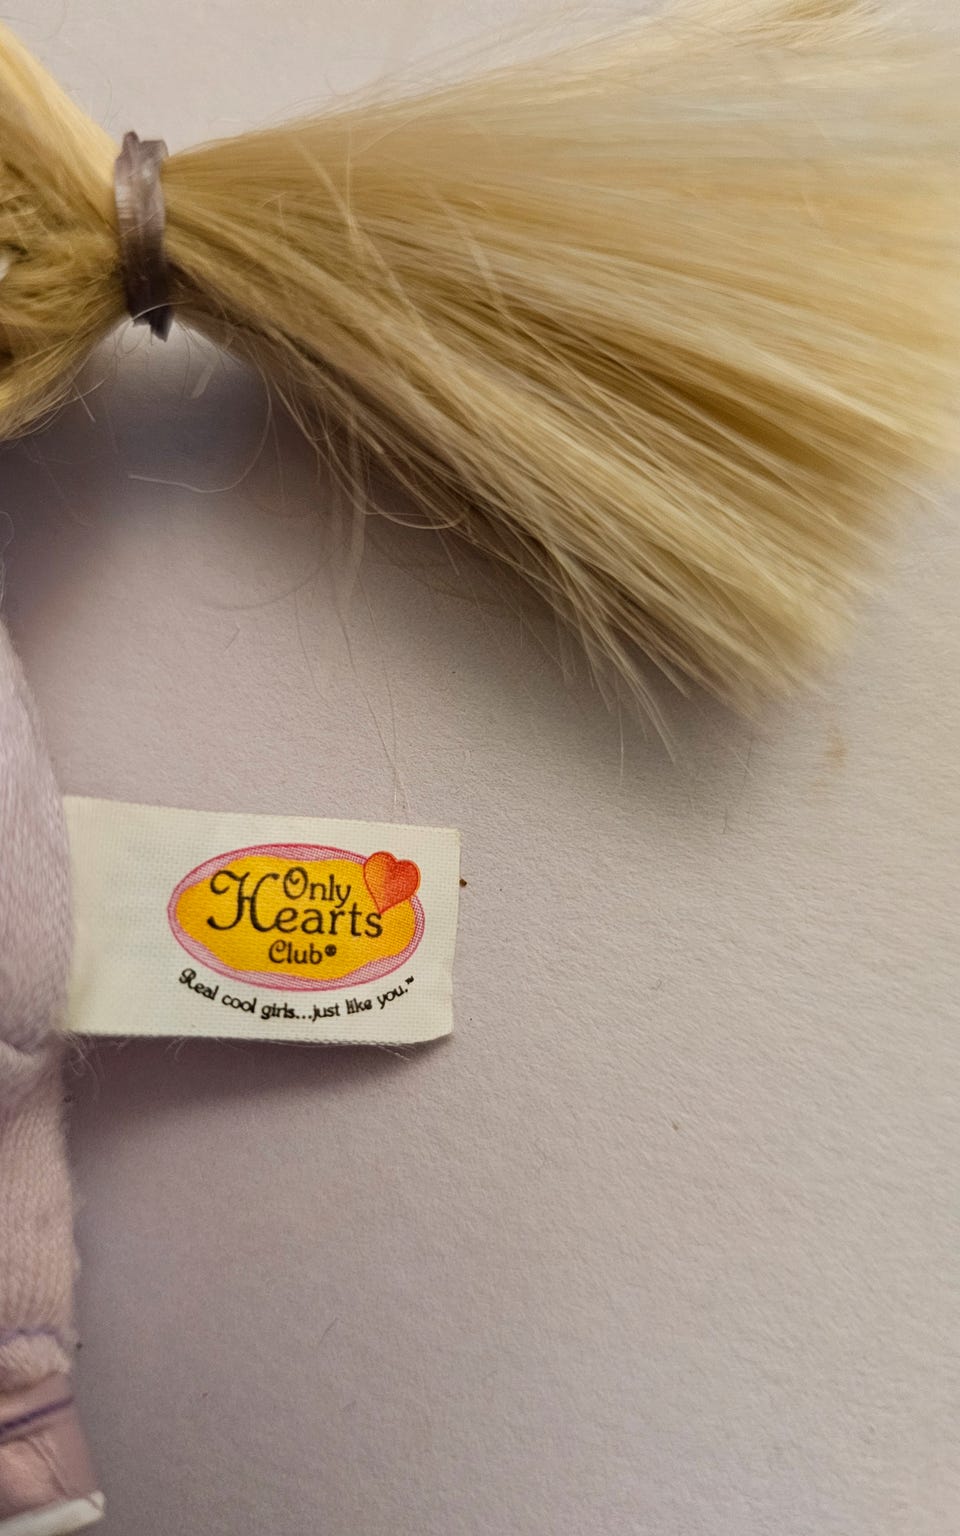 Only
Hearts
Club®
Real cool girls...just like you.™